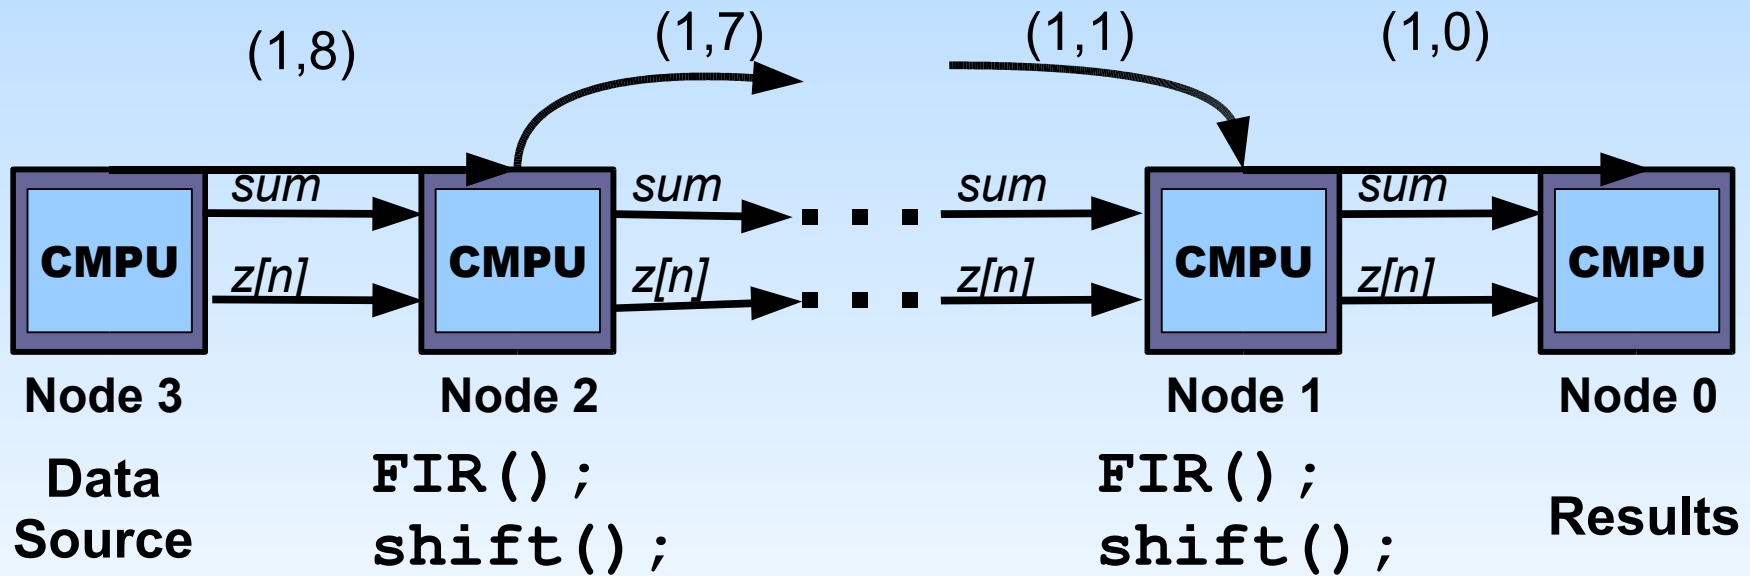 (1,8)
(1,7)
(1,1)
(1,0)
sum
sum
sum
sum
CMPU
CMPU
CMPU
CMPU
z[n]
z[n]
z[n]
z[n]
Node 3
Node 2
Node 1
Node 0
Data
Source
FIR();
shift();
FIR();
shift();
Results